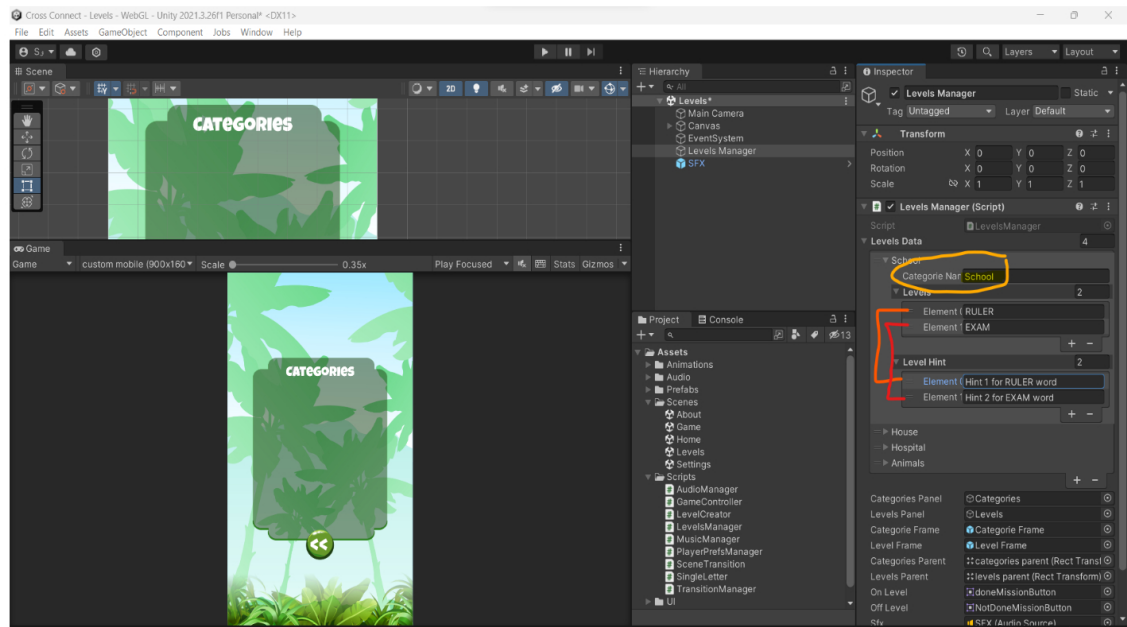 Cross Connect - Levels - WebGL - Unity 2021.3.26f1 Personal* <DX11>
File Edit Assets GameObject Component Jobs Window Help
Layers Layout
Scene
2D
CATEGORIES
Game
Game custom mobile (900x160 Scale 0.35x Play Focused Stats Gizmos
CATEGORIES
<<
Hierarchy
All
Levels*
Main Camera
Canvas
EventSystem
Levels Manager
SFX
Project Console
13
Assets
Animations
Audio
Prefabs
Scenes
About
Game
Home
Levels
Settings
Scripts
AudioManager
GameController
LevelCreator
LevelsManager
MusicManager
PlayerPrefsManager
SceneTransition
SingleLetter
TransitionManager
UI
Inspector
Levels Manager Static
Tag Untagged Layer Default
Transform
Position X 0 Y 0 Z 0
Rotation X 0 Y 0 Z 0
Scale X 1 Y 1 Z 1
Levels Manager (Script)
Script LevelsManager
Levels Data 4
School
Categorie Nar School
Levels 2
Element RULER
Element EXAM
+ -
Level Hint 2
Element Hint 1 for RULER word
Element Hint 2 for EXAM word
+ -
House
Hospital
Animals
+ -
Categories Panel Categories
Levels Panel Levels
Categorie Frame Categorie Frame
Level Frame Level Frame
Categories Parent categories parent (Rect Transf
Levels Parent levels parent (Rect Transform)
On Level doneMissionButton
Off Level NotDoneMissionButton
Sfx SFX (Audio Source)